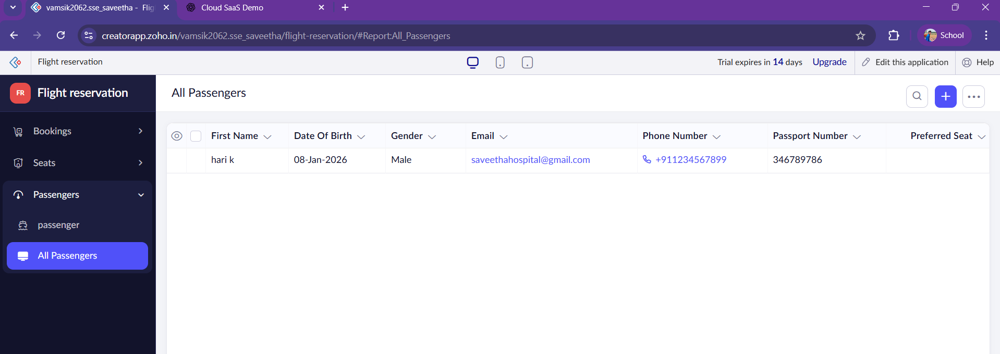 vamsik2062.sse_saveetha - Flig
Cloud SaaS Demo
creatorapp.zoho.in/vamsik2062.sse_saveetha/flight-reservation/#Report:All_Passengers
School
Flight reservation
Trial expires in 14 days Upgrade
Edit this application
Help
FR Flight reservation
All Passengers
Bookings
Seats
Passengers
passenger
All Passengers
First Name Date Of Birth Gender Email Phone Number Passport Number Preferred Seat
hari k 08-Jan-2026 Male saveethahospital@gmail.com +911234567899 346789786